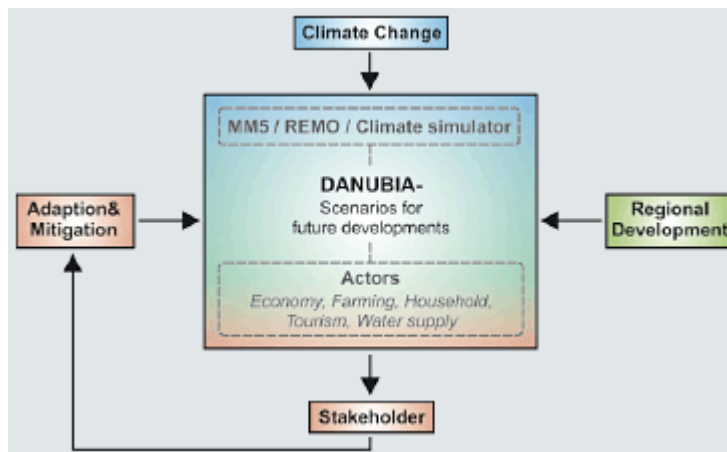 Climate Change
MM5 / REMO / Climate simulator
DANUBIA-
Scenarios for
future developments
Adaption&
Mitigation
Regional
Development
Actors
Economy, Farming, Household,
Tourism, Water supply
Stakeholder